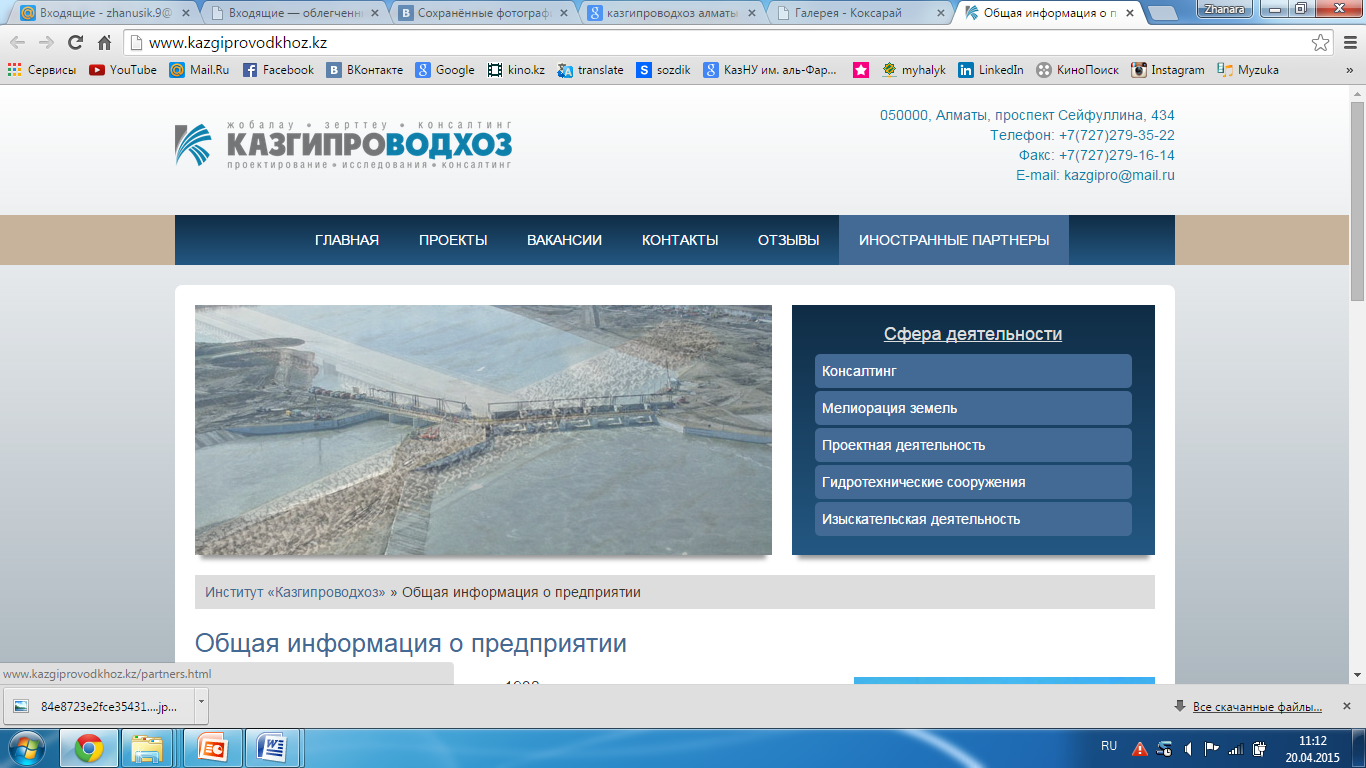 Входящие - zhanusik.9@
Входящие — облегченн
Сохранённые фотограф
казгипроводхоз алматы
Галерея - Коксарай
Общая информация о п
Zhanara
www.kazgiprovodkhoz.kz
Сервисы YouTube Mail.Ru Facebook ВКонтакте Google kino.kz translate sozdik КазНУ им. аль-Фар... myhalyk LinkedIn КиноПоиск Instagram Myzuka »
жобалау • зерттеу • консалтинг
КАЗГИПРОВОДХОЗ
проектирование • исследования • консалтинг
050000, Алматы, проспект Сейфуллина, 434
Телефон: +7(727)279-35-22
Факс: +7(727)279-16-14
E-mail: kazgipro@mail.ru
ГЛАВНАЯ ПРОЕКТЫ ВАКАНСИИ КОНТАКТЫ ОТЗЫВЫ ИНОСТРАННЫЕ ПАРТНЕРЫ
Сфера деятельности
Консалтинг
Мелиорация земель
Проектная деятельность
Гидротехнические сооружения
Изыскательская деятельность
Институт «Казгипроводхоз» » Общая информация о предприятии
Общая информация о предприятии
www.kazgiprovodkhoz.kz/partners.html
84e8723e2fce35431....jp...
Все скачанные файлы...
RU
11:12
20.04.2015